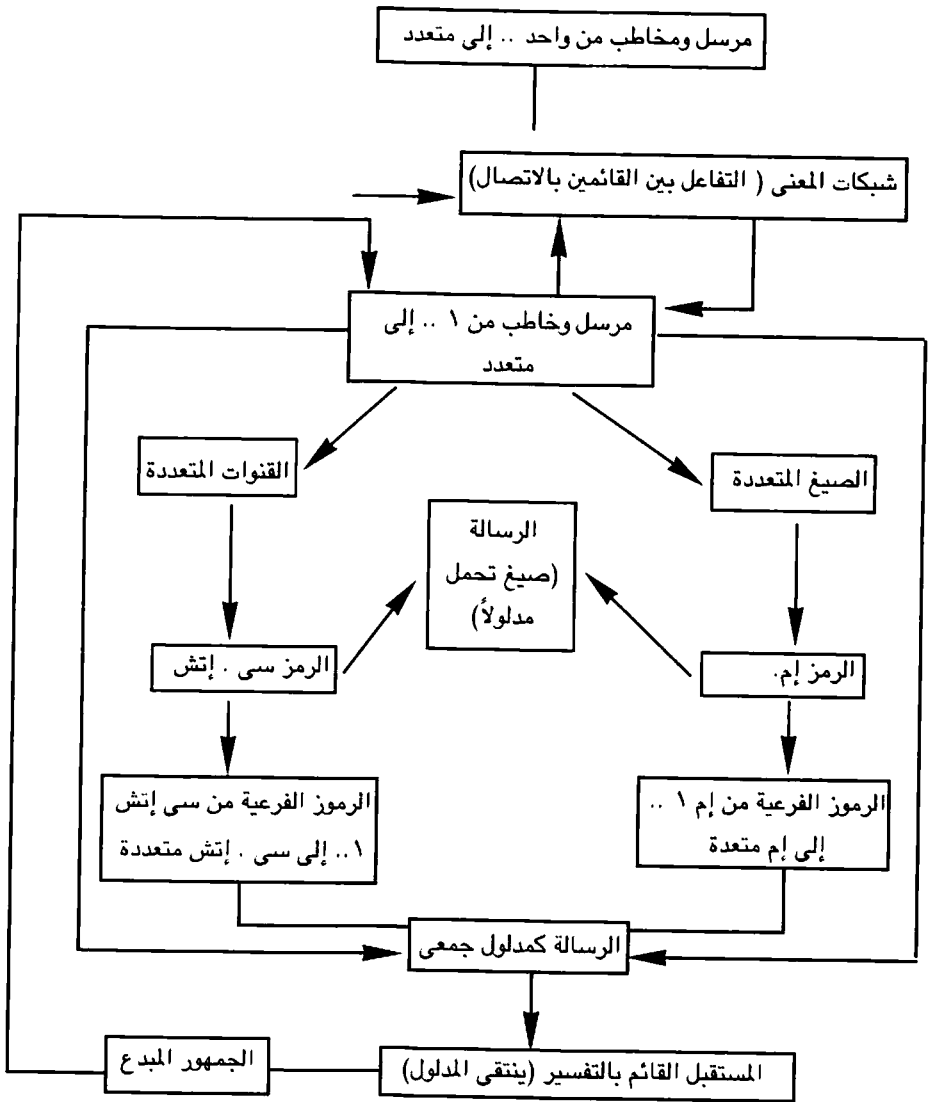 مرسل ومخاطب من واحد .. إلى متعدد
شبكات المعنى ( التفاعل بين القائمين بالاتصال)
مرسل وخاطب من ١ .. إلى
متعدد
الصيغ المتعددة
القنوات المتعددة
الرسالة
(صيغ تحمل
مدلولاً)
الرمز إم.
الرمز سى . إتش
الرموز الفرعية من إم ١ ..
إلى إم متعدة
الرموز الفرعية من سى إتش
١.. إلى سى . إتش متعددة
الرسالة كمدلول جمعى
المستقبل القائم بالتفسير (ينتقى المدلول)
الجمهور المبدع